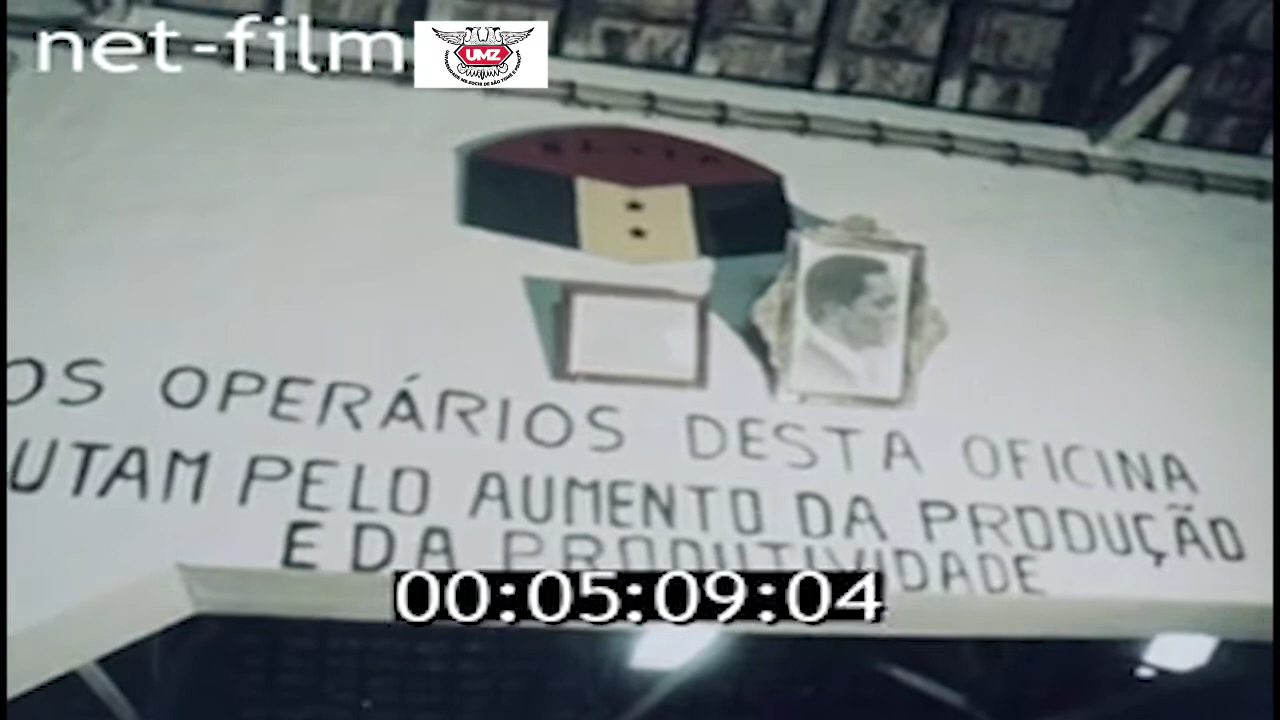 net-film
UMZ
OS OPERÁRIOS DESTA OFICINA
UTAM PELO AUMENTO DA PRODUÇÃO
E DA PRODUTIVIDADE
00:05:09:04